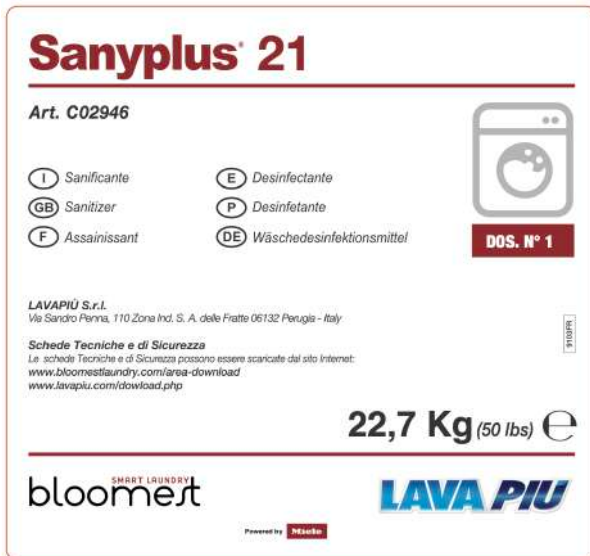 Sanyplus® 21
Art. C02946
I Sanificante
GB Sanitizer
F Assainissant
E Desinfectante
P Desinfetante
DE Wäschedesinfektionsmittel
DOS. N° 1
LAVAPIÙ S.r.l.
Via Sandro Penna, 110 Zona Ind. S. A. delle Fratte 06132 Perugia - Italy
Schede Tecniche e di Sicurezza
Le schede Tecniche e di Sicurezza possono essere scaricate dal sito Internet:
www.bloomestlaundry.com/area-download
www.lavapiu.com/dowload.php
9103FR
22,7 Kg (50 lbs) ℮
SMART LAUNDRY
bloomest
LAVA PIU
Powered by Miele